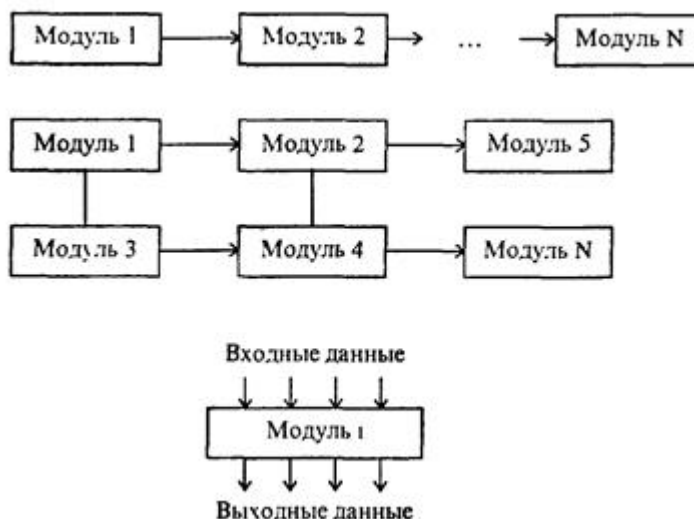 Модуль 1 Модуль 2 ... Модуль N
Модуль 1 Модуль 2 Модуль 5
Модуль 3 Модуль 4 Модуль N
Входные данные
Модуль i
Выходные данные